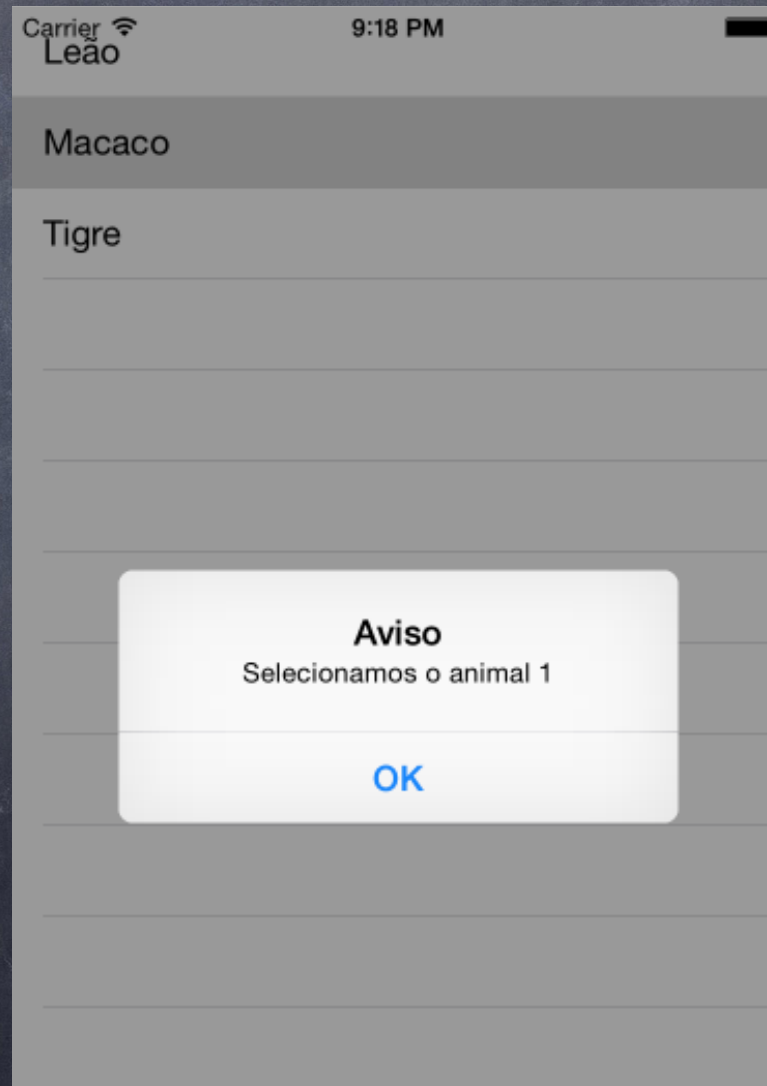 Carrier 9:18 PM
Leão
Macaco
Tigre
Aviso
Selecionamos o animal 1
OK